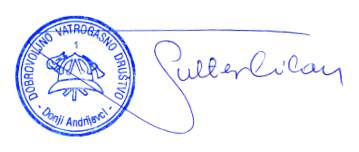 DOBROVOLJNO VATROGASNO DRUŠTVO
1
- Donji Andrijevci -